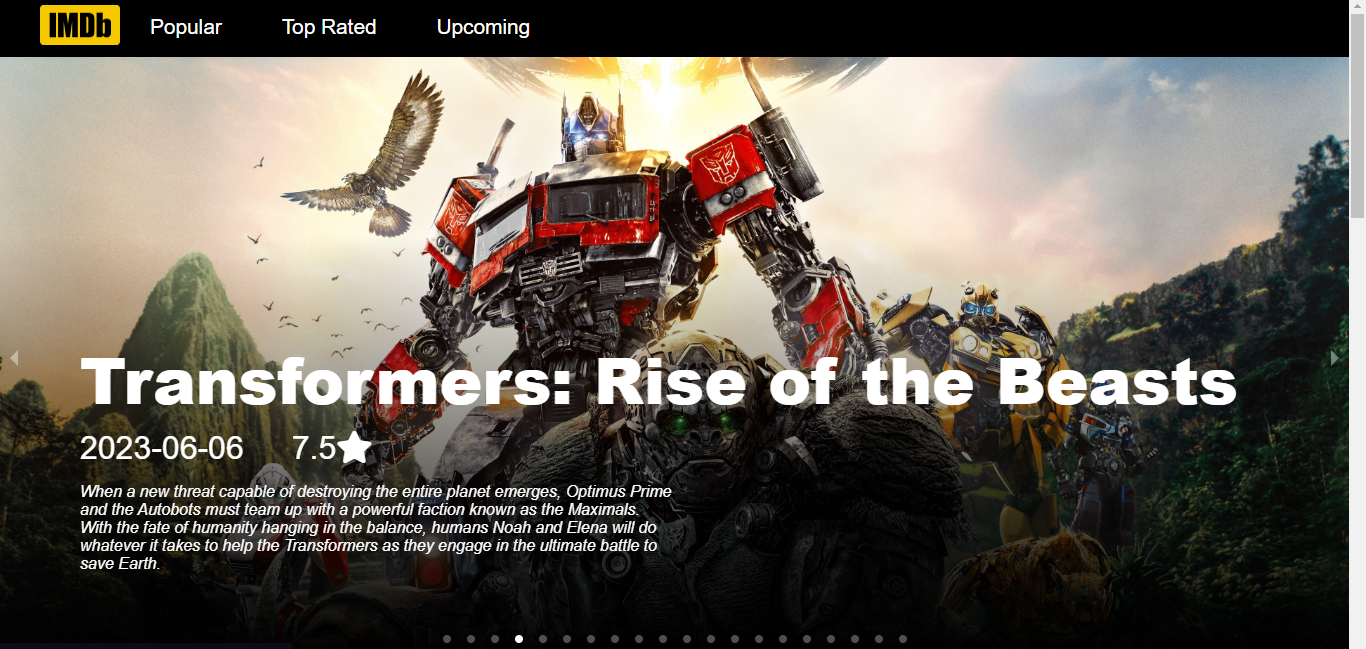 IMDb Popular Top Rated Upcoming
Transformers: Rise of the Beasts
2023-06-06 7.5
When a new threat capable of destroying the entire planet emerges, Optimus Prime
and the Autobots must team up with a powerful faction known as the Maximals.
With the fate of humanity hanging in the balance, humans Noah and Elena will do
whatever it takes to help the Transformers as they engage in the ultimate battle to
save Earth.